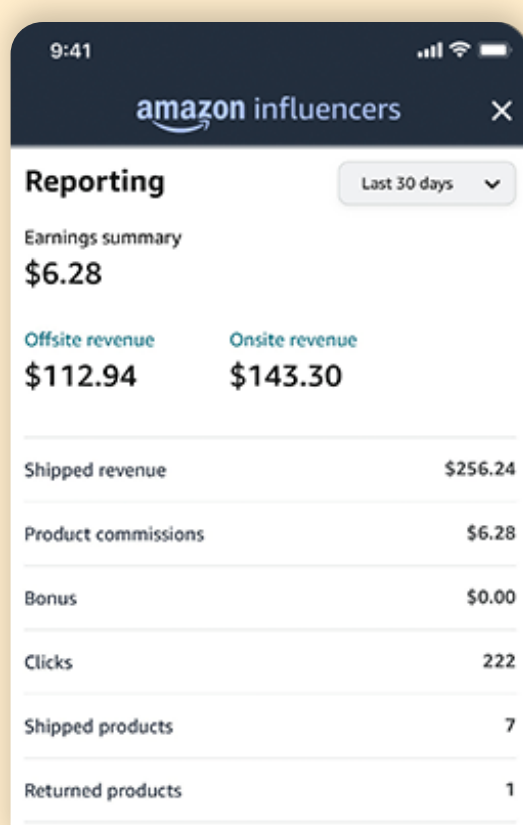 9:41
amazon influencers
Reporting
Last 30 days
Earnings summary
$6.28
Offsite revenue Onsite revenue
$112.94 $143.30
Shipped revenue $256.24
Product commissions $6.28
Bonus $0.00
Clicks 222
Shipped products 7
Returned products 1